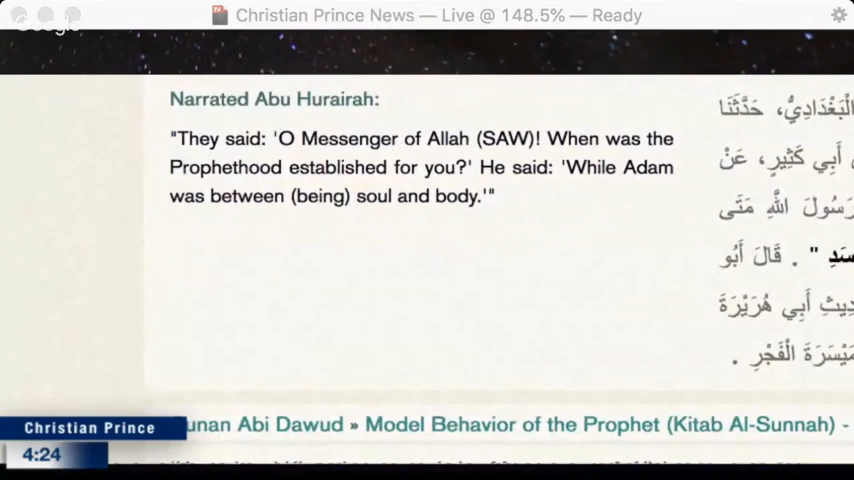 Christian Prince News — Live @ 148.5% — Ready
Google
Narrated Abu Hurairah:
"They said: 'O Messenger of Allah (SAW)! When was the
Prophethood established for you?' He said: 'While Adam
was between (being) soul and body.'"
الْبَغْدَادِيُّ، حَدَّثَنَا
أَبِي كَثِيرٍ، عَنْ
رَسُولَ اللَّهِ مَتَى
" . قَالَ أَبُو
أَبِي هُرَيْرَةَ
مَيْسَرَةَ الْفَجْرِ .
unan Abi Dawud » Model Behavior of the Prophet (Kitab Al-Sunnah) -
Christian Prince
4:24